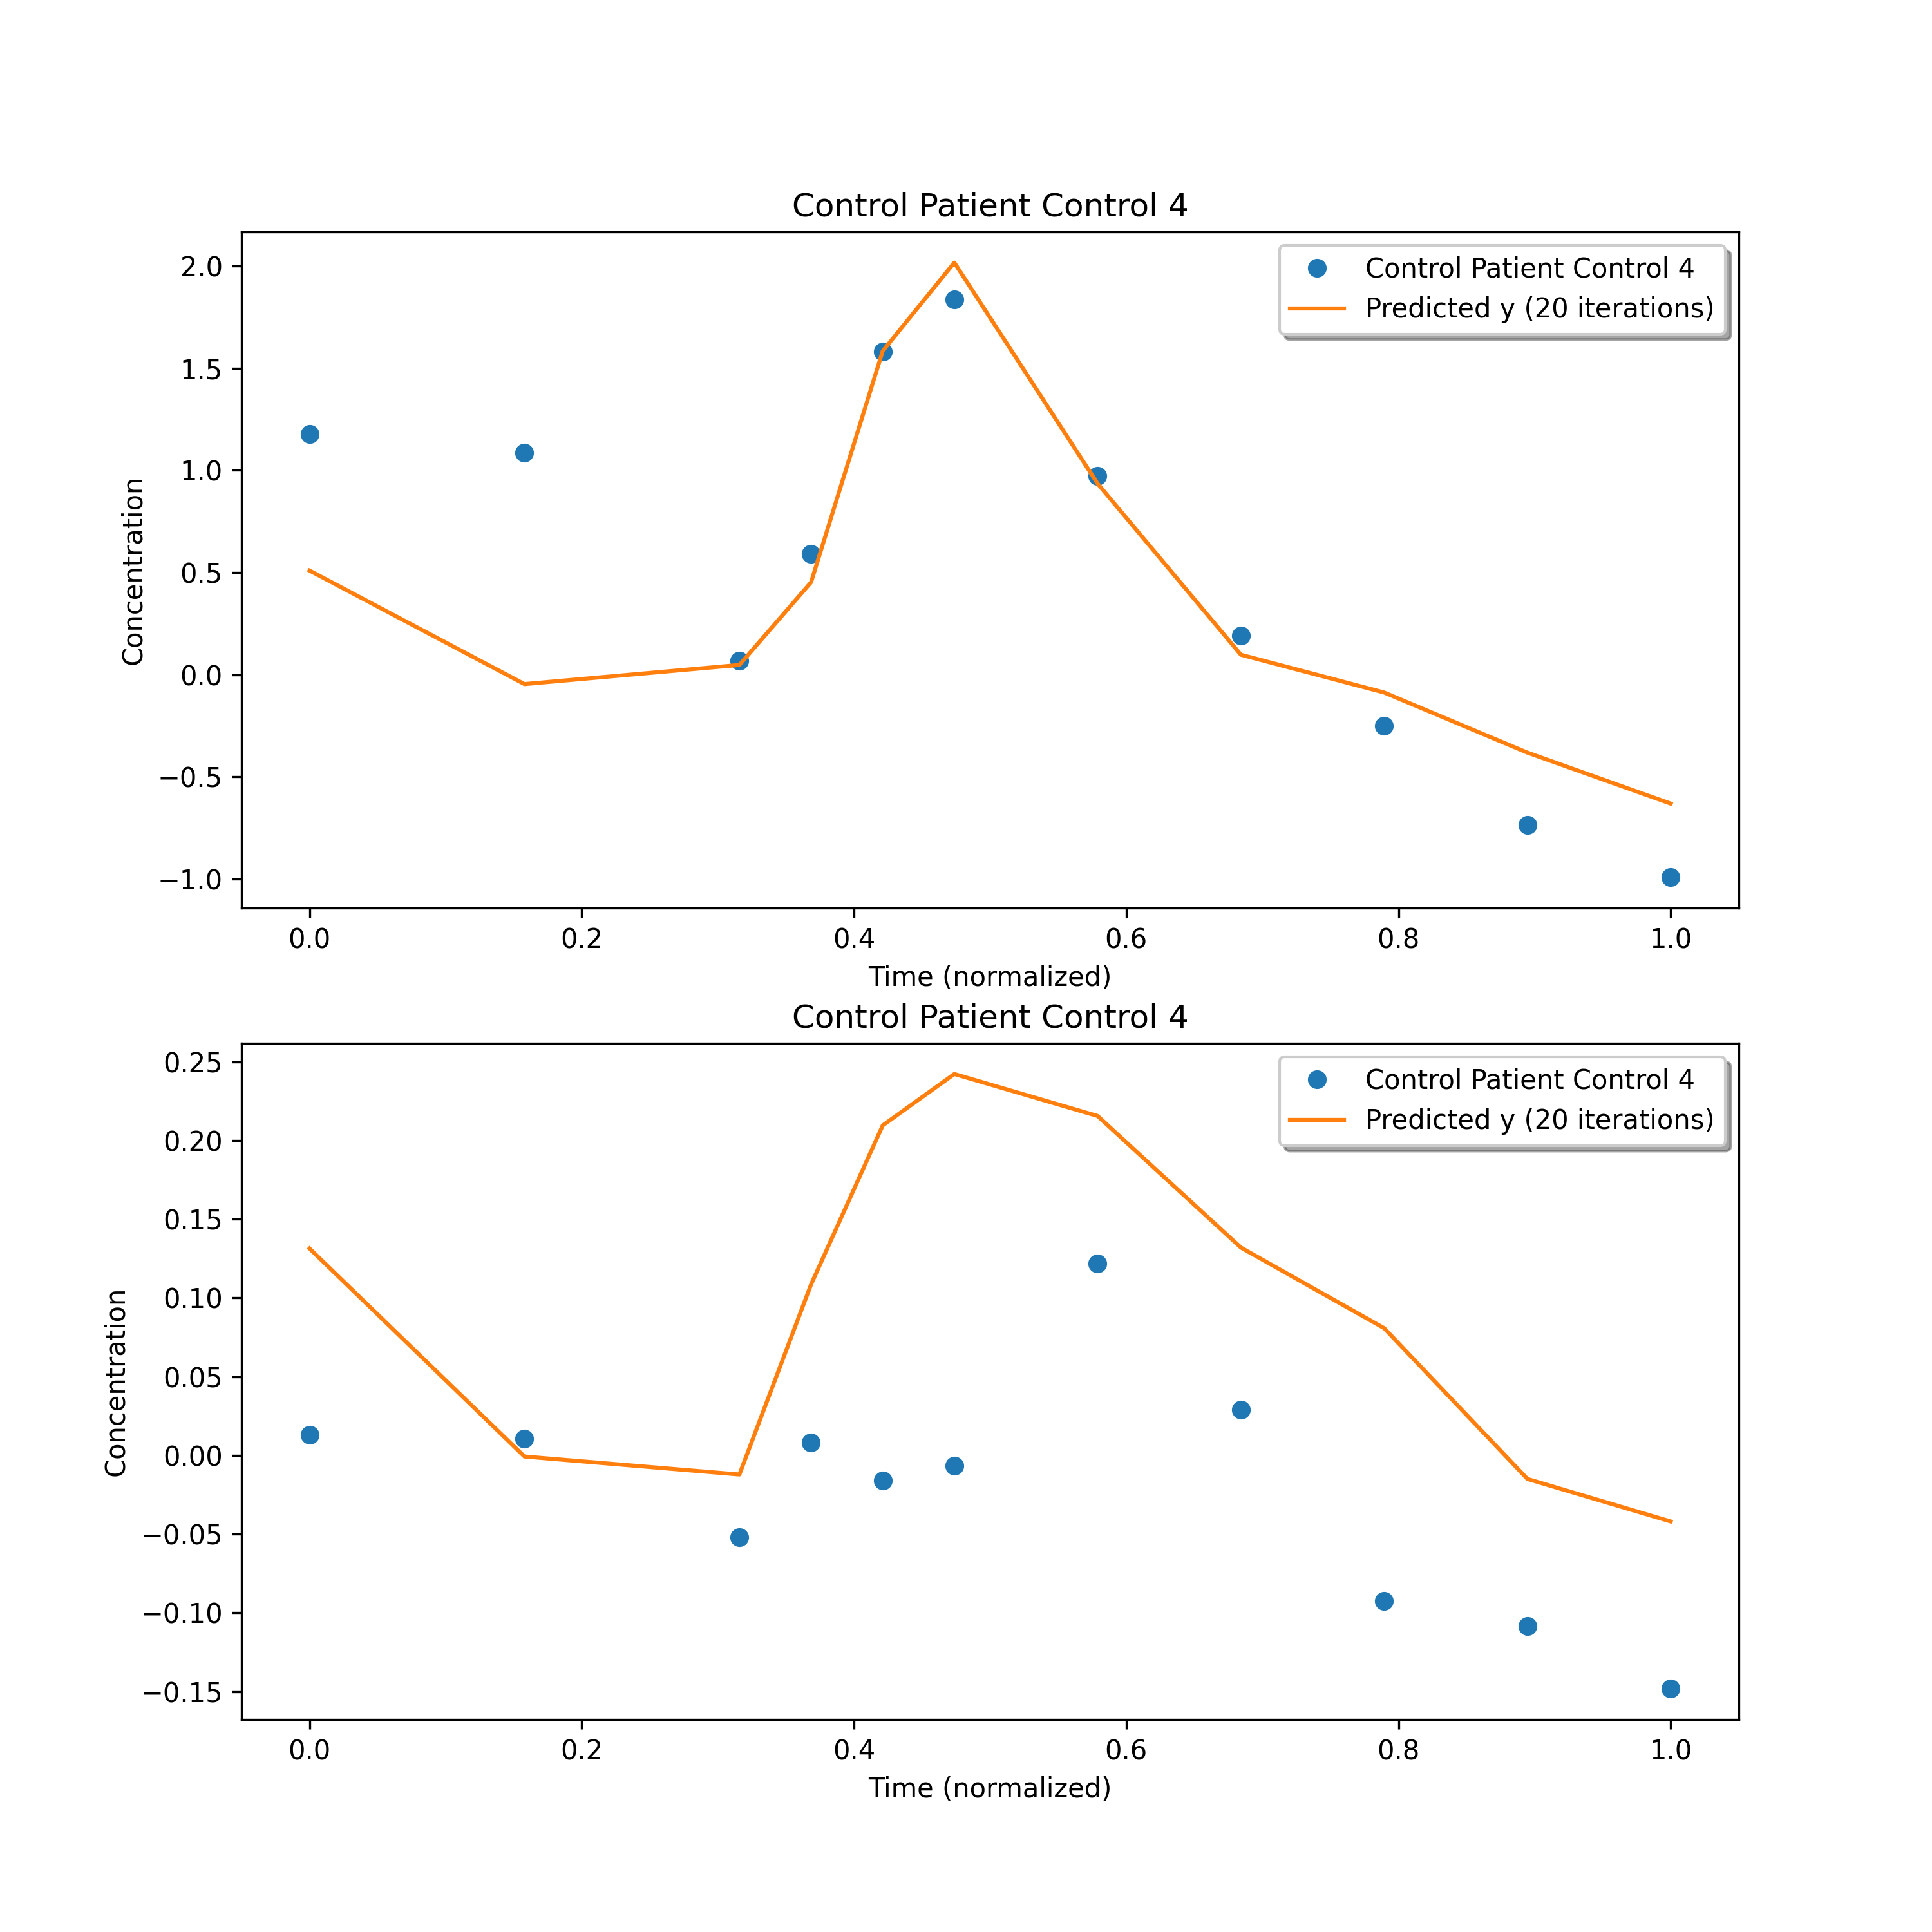 Control Patient Control 4
Control Patient Control 4
Predicted y (20 iterations)
2.0
1.5
1.0
0.5
0.0
−0.5
−1.0
Concentration
0.0 0.2 0.4 0.6 0.8 1.0
Time (normalized)
Control Patient Control 4
Control Patient Control 4
Predicted y (20 iterations)
0.25
0.20
0.15
0.10
0.05
0.00
−0.05
−0.10
−0.15
Concentration
0.0 0.2 0.4 0.6 0.8 1.0
Time (normalized)